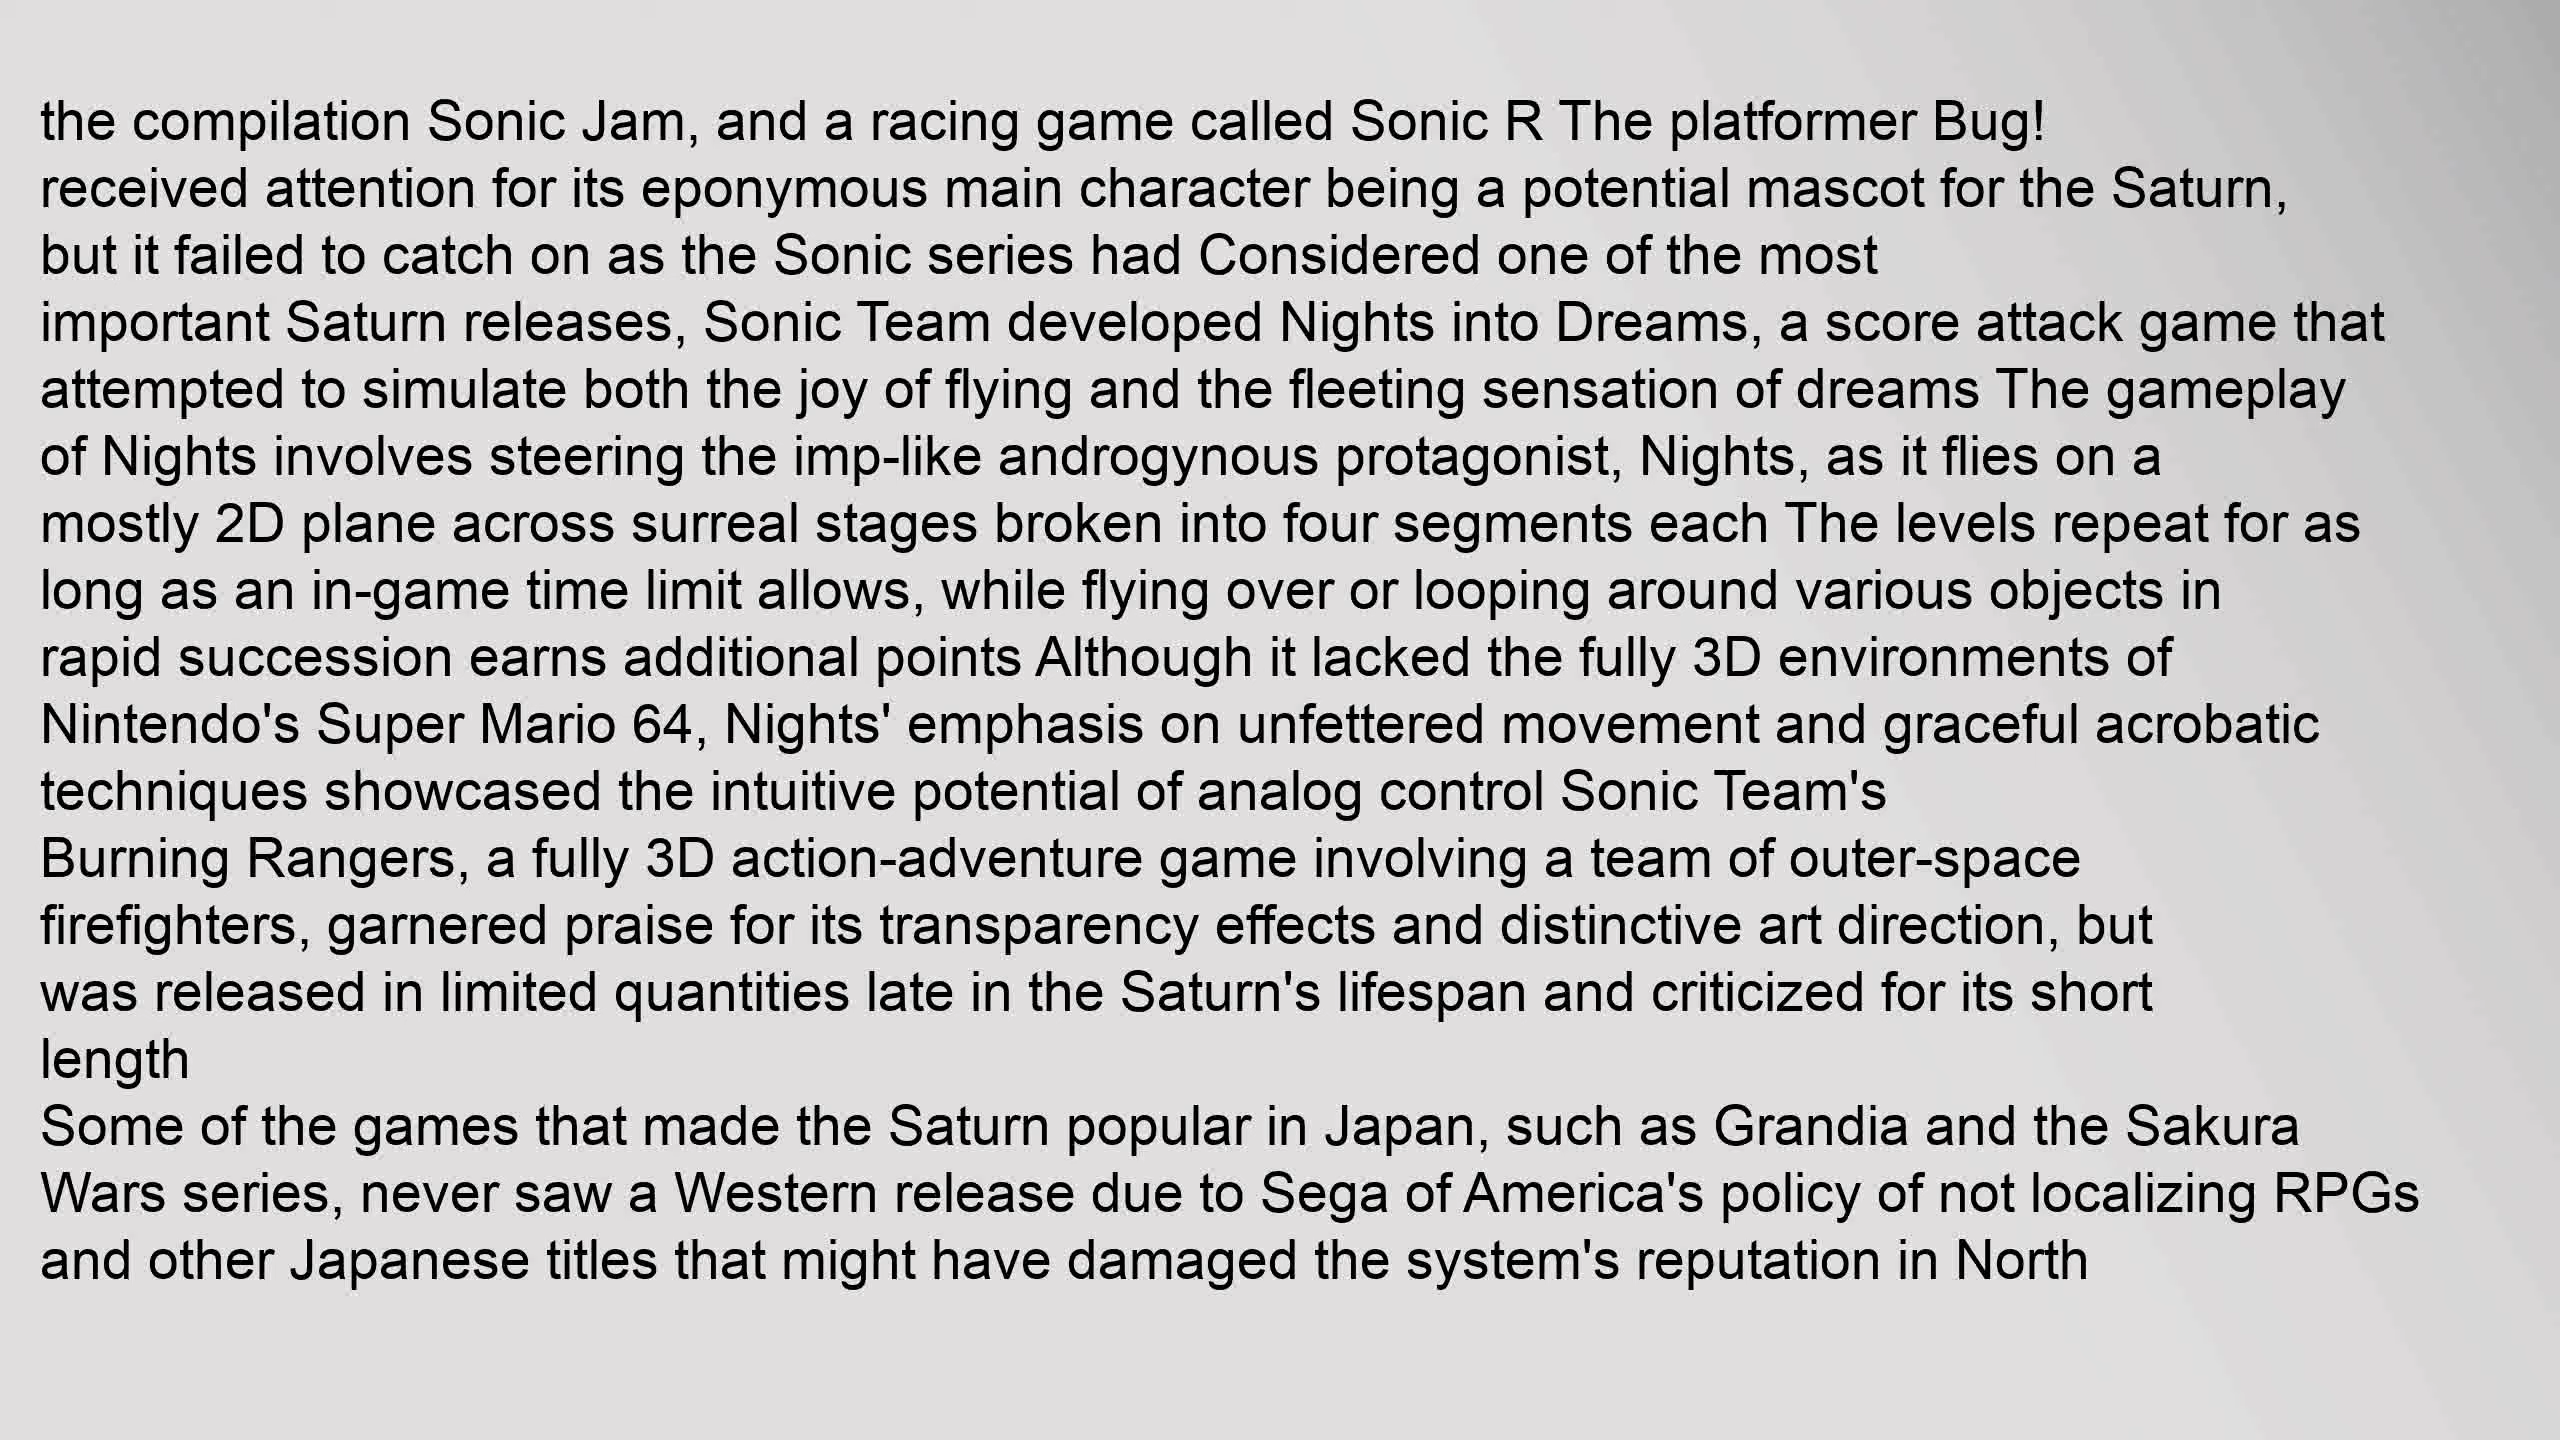 the compilation Sonic Jam, and a racing game called Sonic R The platformer Bug!
received attention for its eponymous main character being a potential mascot for the Saturn,
but it failed to catch on as the Sonic series had Considered one of the most
important Saturn releases, Sonic Team developed Nights into Dreams, a score attack game that
attempted to simulate both the joy of flying and the fleeting sensation of dreams The gameplay
of Nights involves steering the imp-like androgynous protagonist, Nights, as it flies on a
mostly 2D plane across surreal stages broken into four segments each The levels repeat for as
long as an in-game time limit allows, while flying over or looping around various objects in
rapid succession earns additional points Although it lacked the fully 3D environments of
Nintendo's Super Mario 64, Nights' emphasis on unfettered movement and graceful acrobatic
techniques showcased the intuitive potential of analog control Sonic Team's
Burning Rangers, a fully 3D action-adventure game involving a team of outer-space
firefighters, garnered praise for its transparency effects and distinctive art direction, but
was released in limited quantities late in the Saturn's lifespan and criticized for its short
length
Some of the games that made the Saturn popular in Japan, such as Grandia and the Sakura
Wars series, never saw a Western release due to Sega of America's policy of not localizing RPGs
and other Japanese titles that might have damaged the system's reputation in North